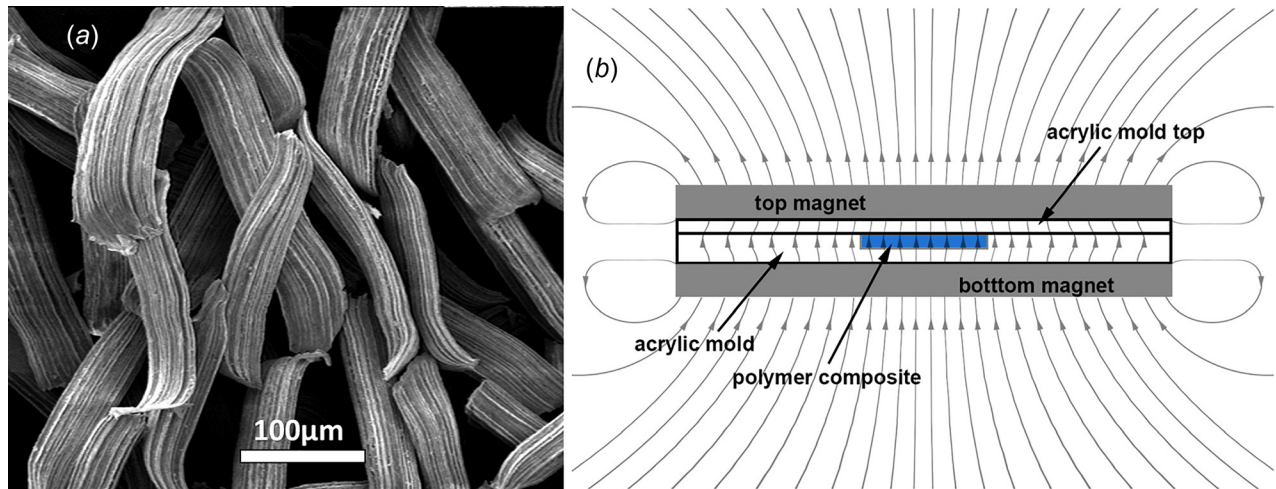 (a)
100μm
(b)
acrylic mold top
top magnet
botttom magnet
acrylic mold
polymer composite